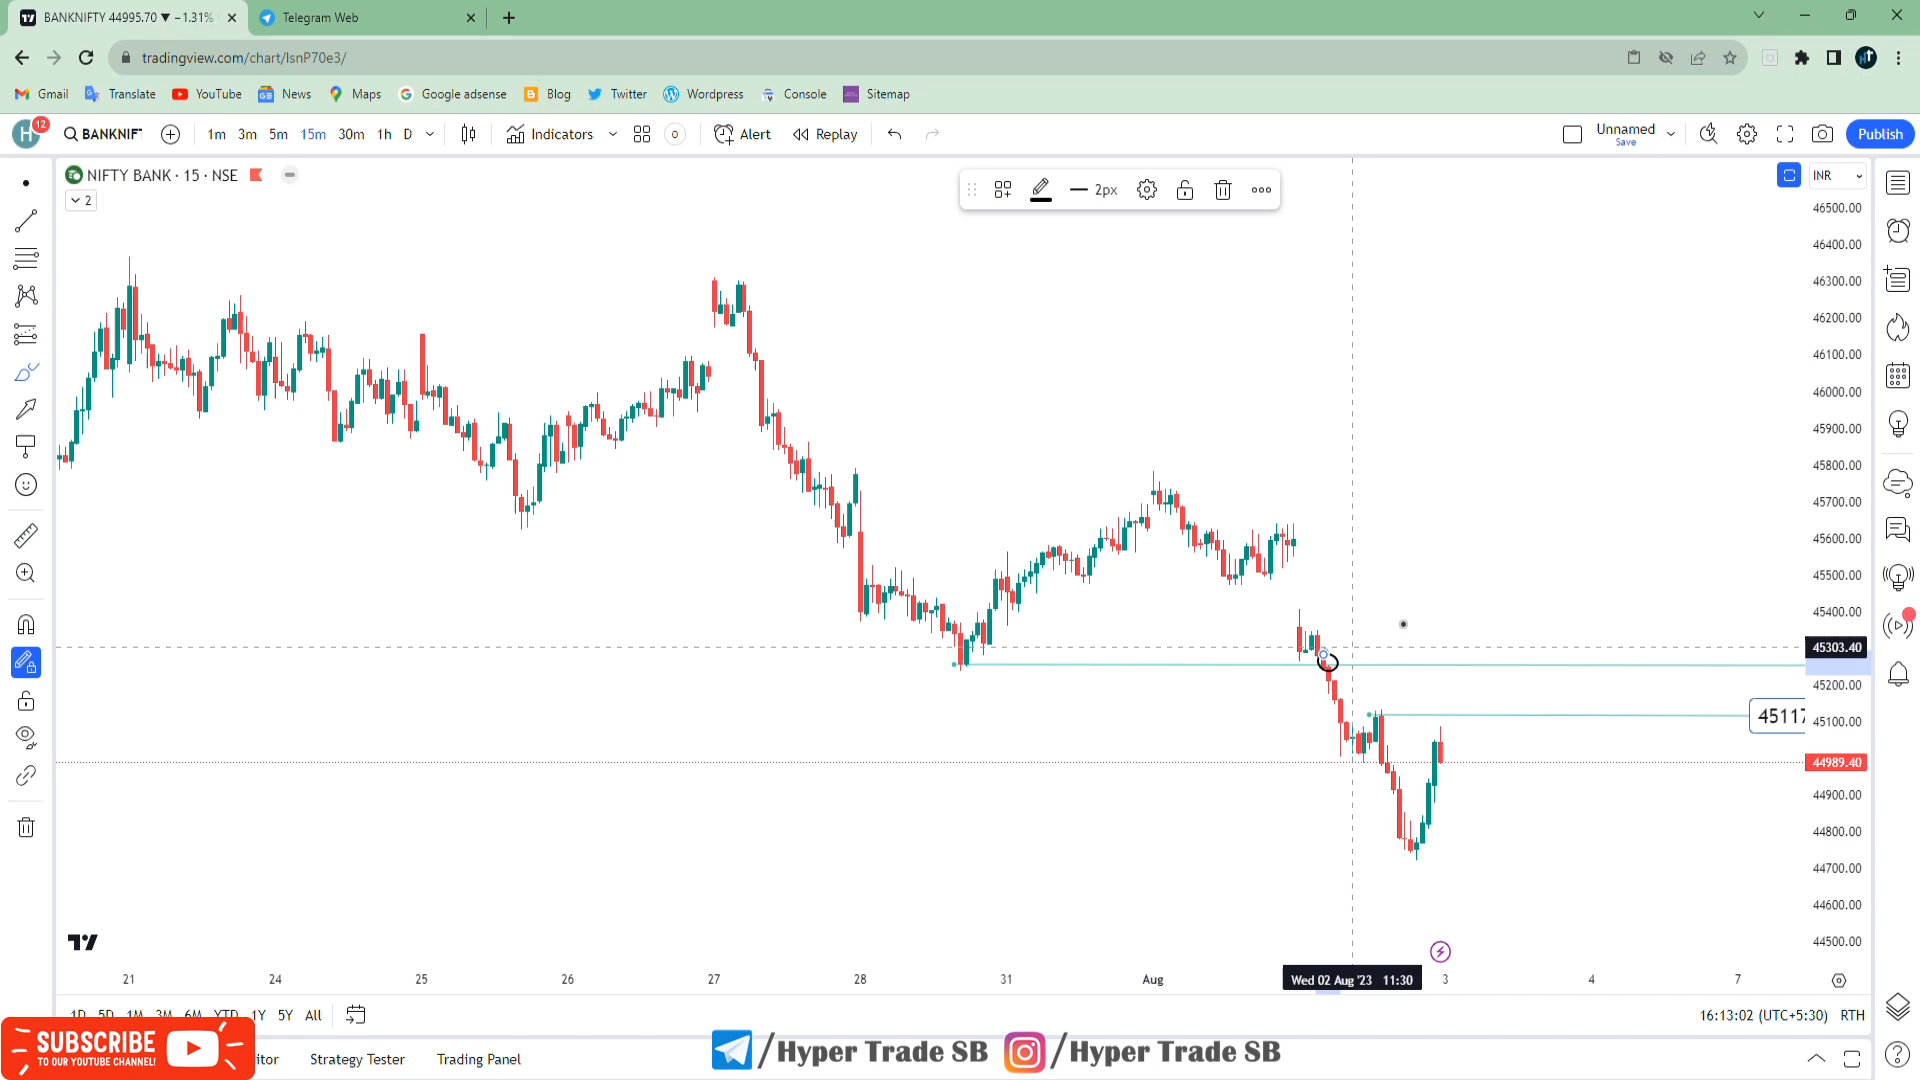 BANKNIFTY 44995.70 ▼ −1.31%
Telegram Web
tradingview.com/chart/IsnP70e3/
Gmail Translate YouTube News Maps Google adsense Blog Twitter Wordpress Console Sitemap
H 12 BANKNIF 1m 3m 5m 15m 30m 1h D Indicators Alert Replay Unnamed Save Publish
NIFTY BANK · 15 · NSE
2
2px
INR
46500.00
46400.00
46300.00
46200.00
46100.00
46000.00
45900.00
45800.00
45700.00
45600.00
45500.00
45400.00
45303.40
45200.00
45117
45100.00
44989.40
44900.00
44800.00
44700.00
44600.00
44500.00
21 24 25 26 27 28 31 Aug Wed 02 Aug '23 11:30 3 4 7
1D 5D 1M 3M 6M YTD 1Y 5Y All
16:13:02 (UTC+5:30) RTH
SUBSCRIBE
TO OUR YOUTUBE CHANNEL!
itor Strategy Tester Trading Panel
/Hyper Trade SB /Hyper Trade SB